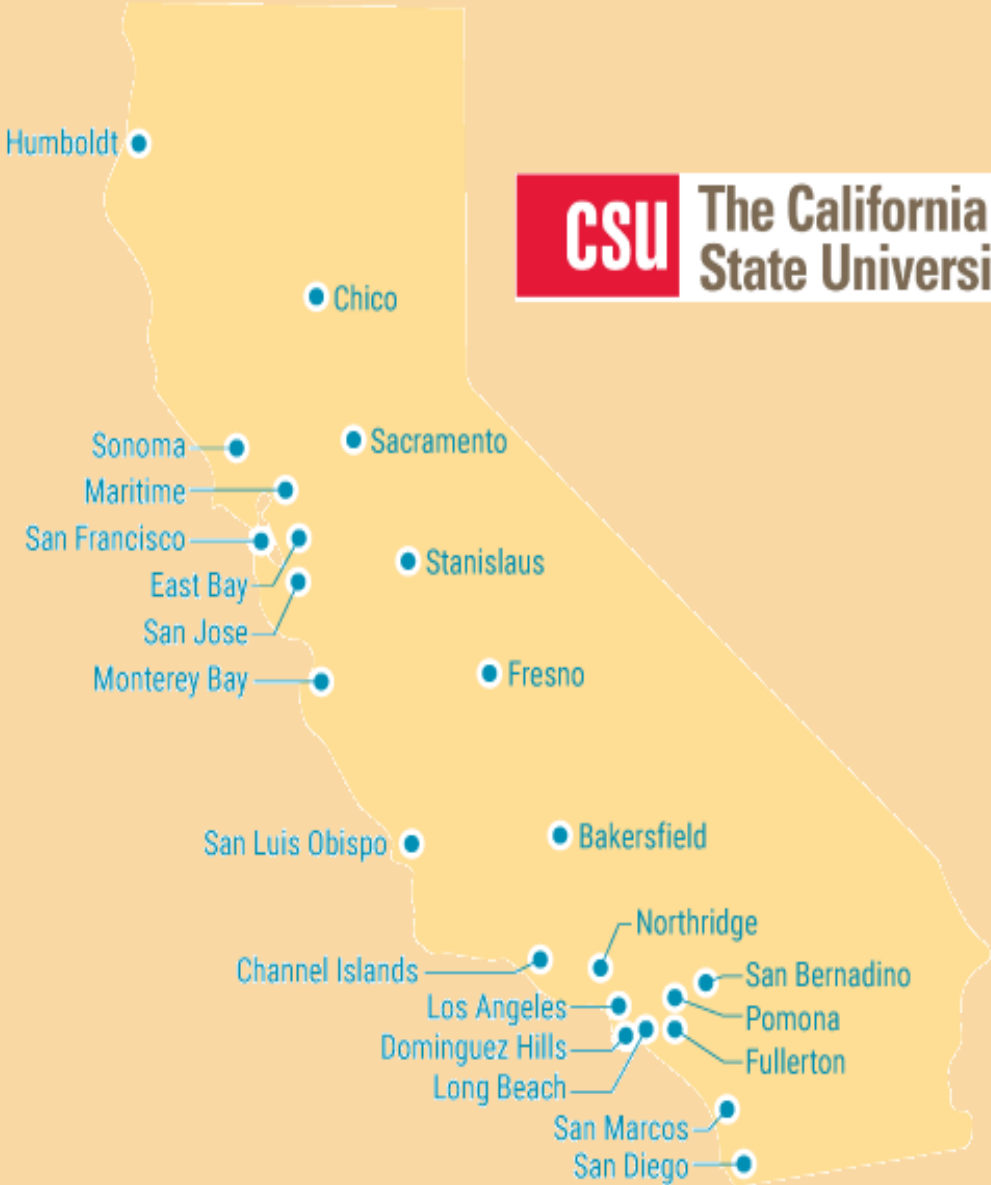 Humboldt
CSU
The California
State Universi
Chico
Sonoma
Sacramento
Maritime
San Francisco
Stanislaus
East Bay
San Jose
Monterey Bay
Fresno
San Luis Obispo
Bakersfield
Northridge
Channel Islands
San Bernadino
Los Angeles
Pomona
Dominguez Hills
Fullerton
Long Beach
San Marcos
San Diego